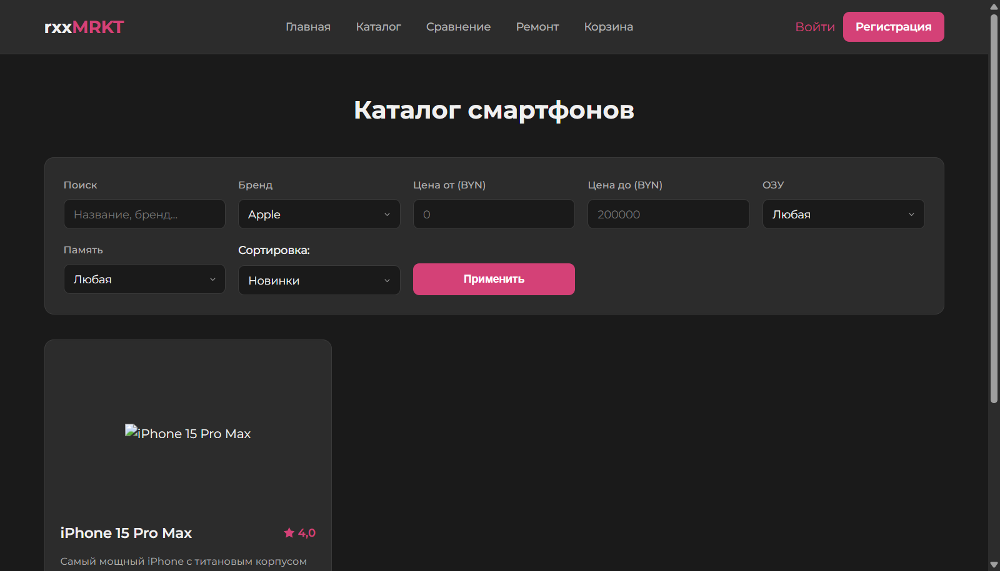 rxxMRKT
Главная Каталог Сравнение Ремонт Корзина
Войти Регистрация
Каталог смартфонов
Поиск Бренд Цена от (BYN) Цена до (BYN) ОЗУ
Название, бренд... Apple 0 200000 Любая
Память Сортировка:
Любая Новинки Применить
iPhone 15 Pro Max
iPhone 15 Pro Max 4,0
Самый мощный iPhone с титановым корпусом